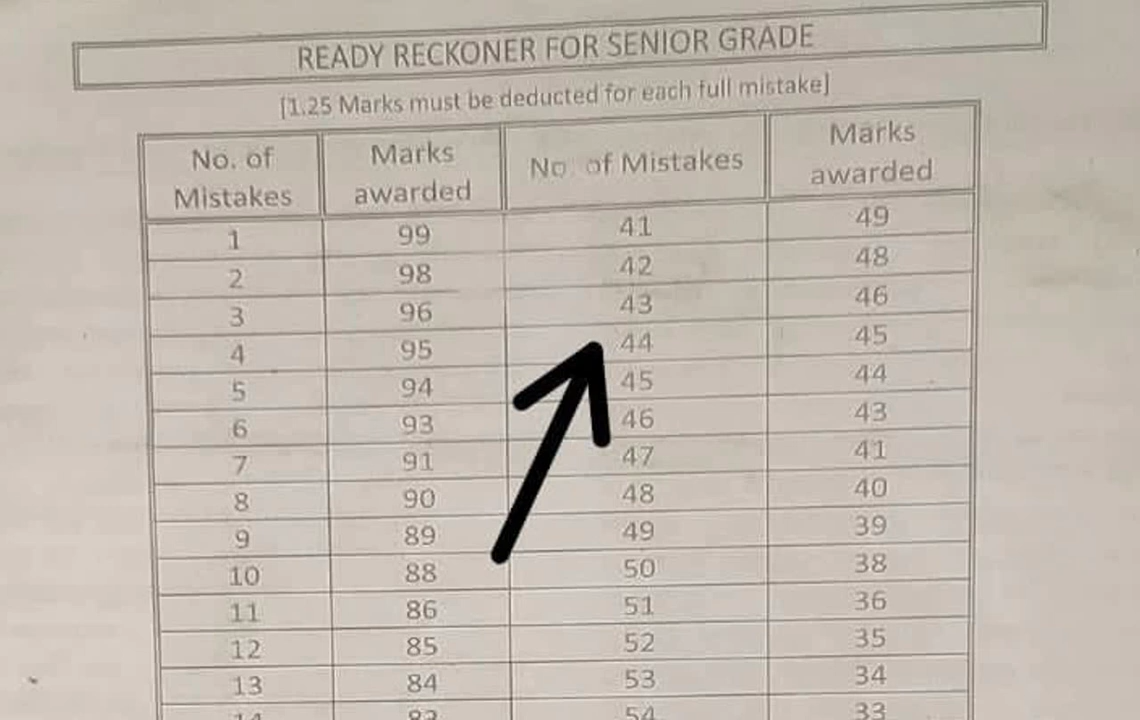 READY RECKONER FOR SENIOR GRADE
[1.25 Marks must be deducted for each full mistake]
No. of Mistakes Marks awarded No. of Mistakes Marks awarded
1 99 41 49
2 98 42 48
3 96 43 46
4 95 44 45
5 94 45 44
6 93 46 43
7 91 47 41
8 90 48 40
9 89 49 39
10 88 50 38
11 86 51 36
12 85 52 35
13 84 53 34
14 83 54 33